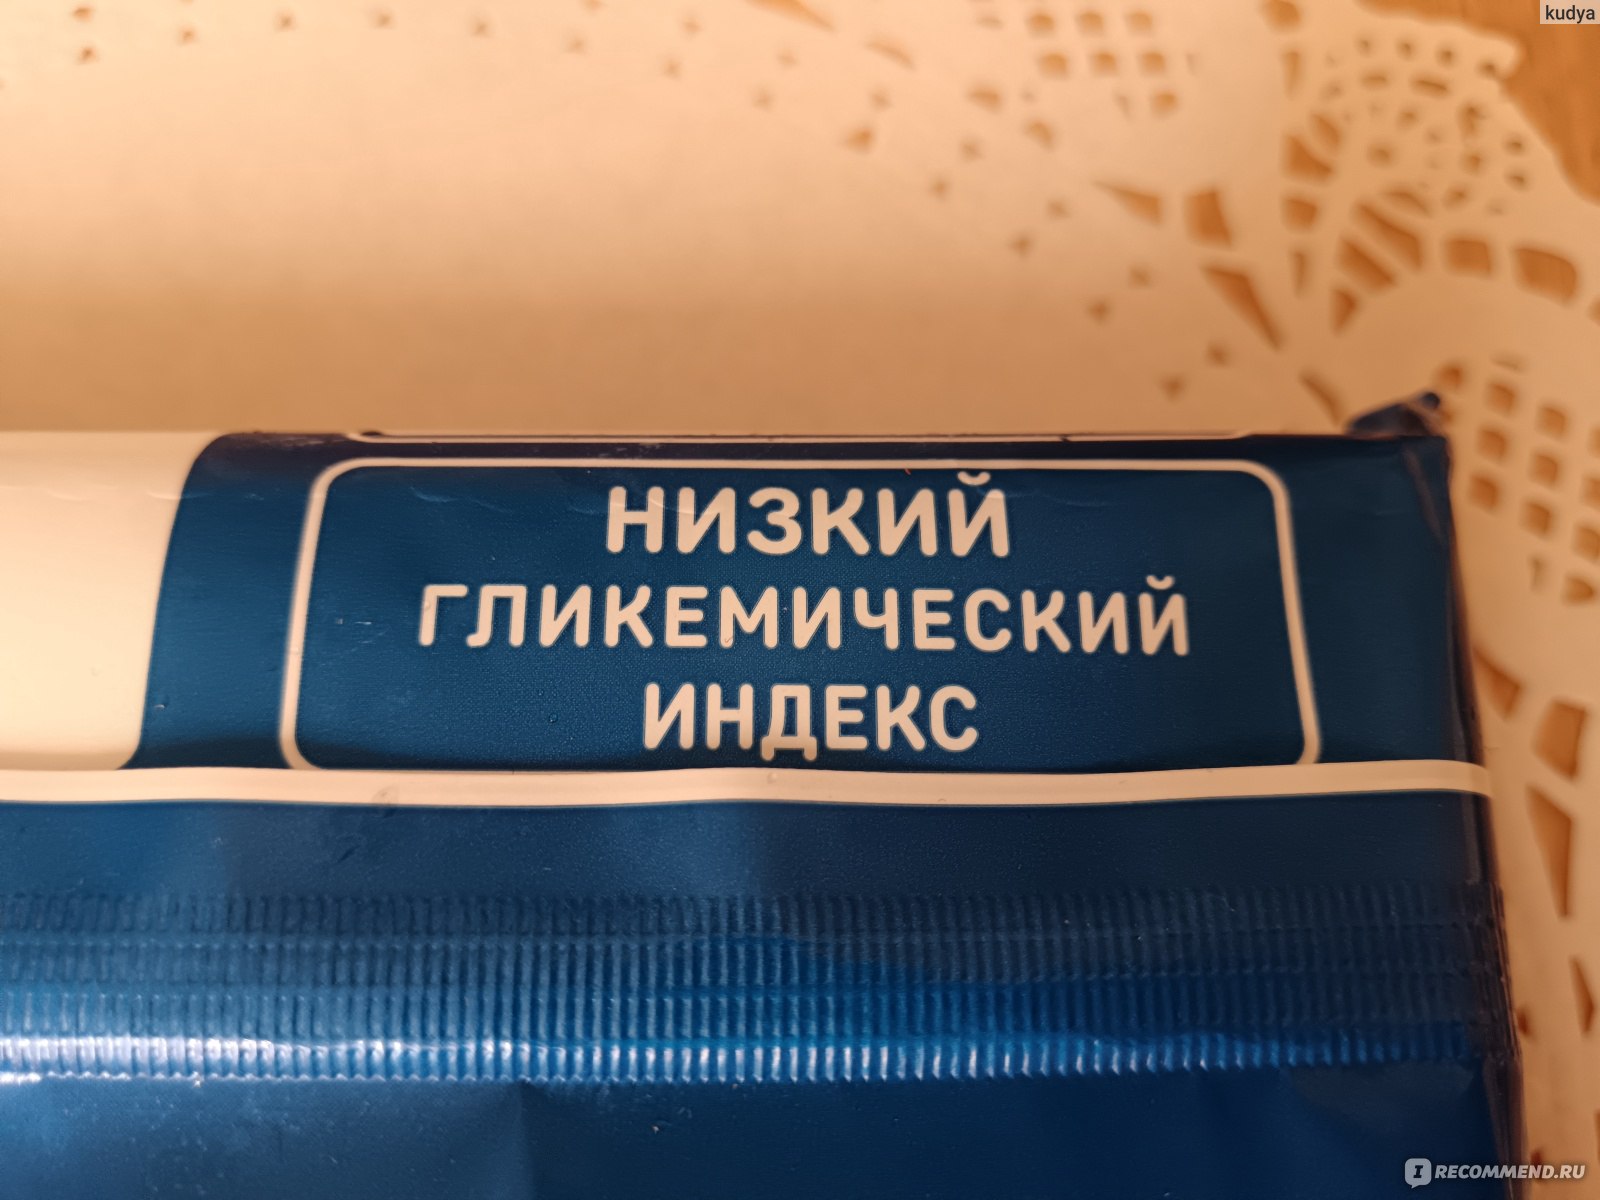 kudya
НИЗКИЙ
ГЛИКЕМИЧЕСКИЙ
ИНДЕКС
I RECOMMEND.RU